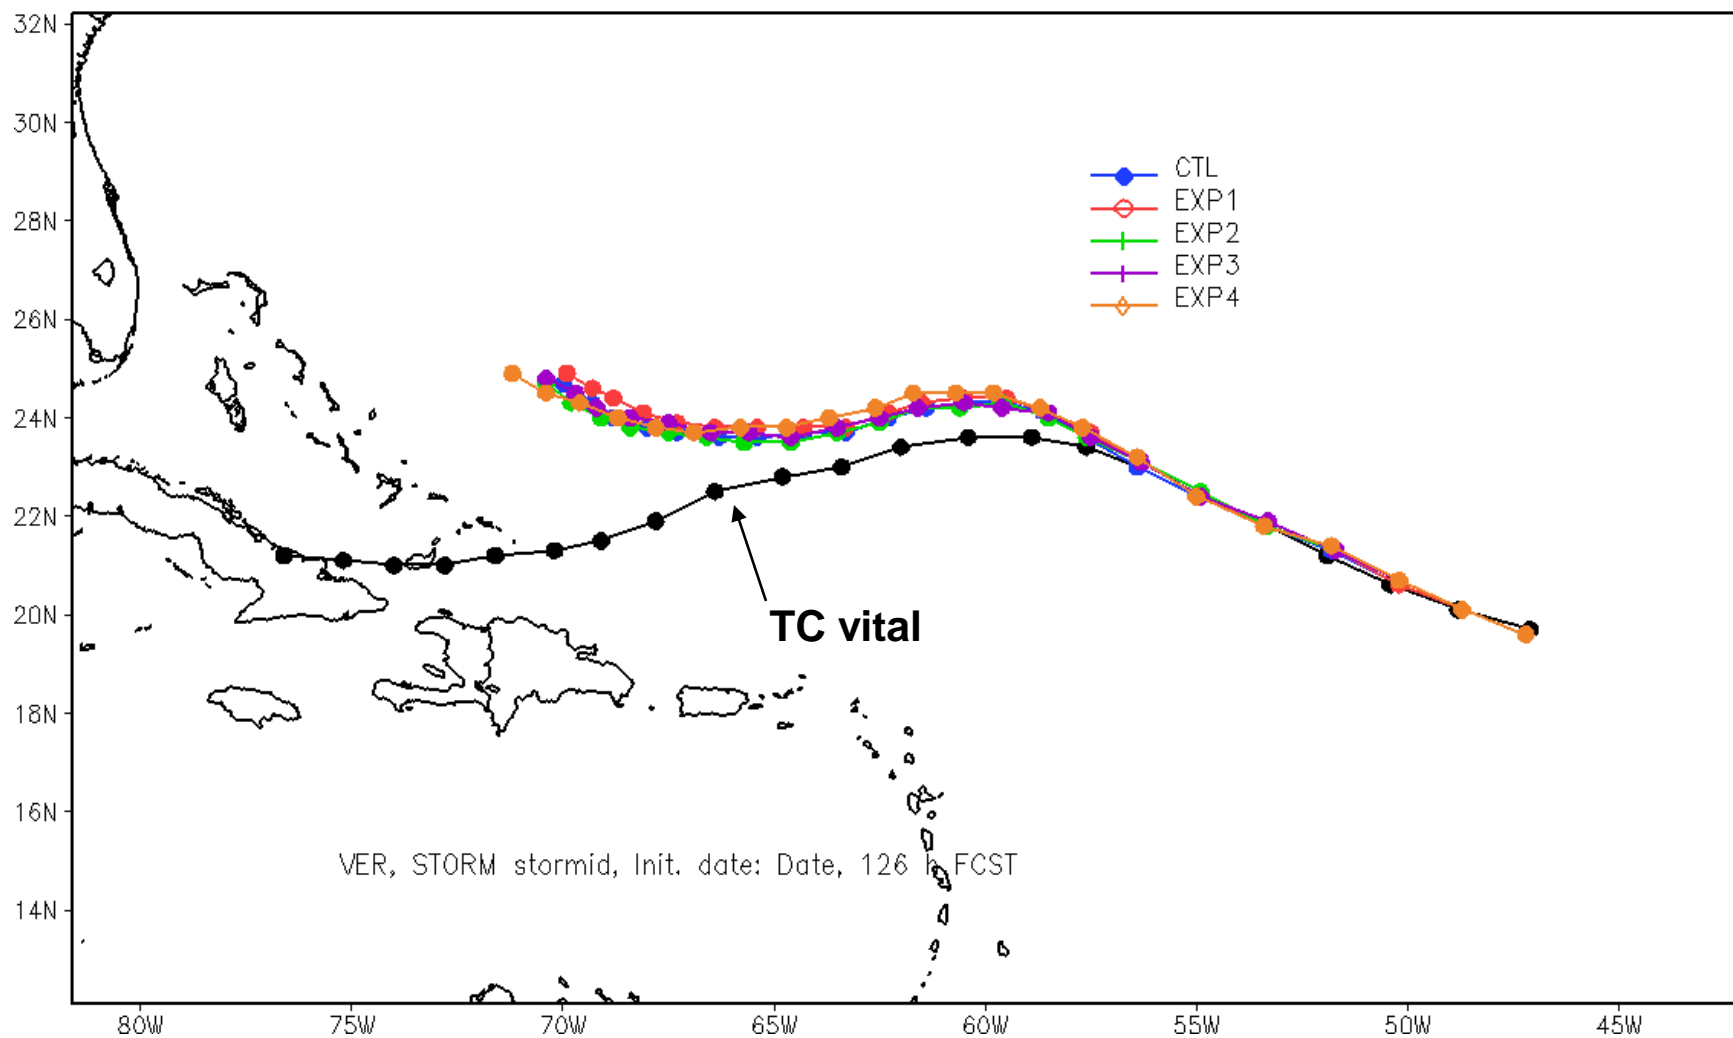 32N
30N
28N
26N
24N
22N
20N
18N
16N
14N
CTL
EXP1
EXP2
EXP3
EXP4
TC vital
VER, STORM stormid, Init. date: Date, 126 h FCST
80W 75W 70W 65W 60W 55W 50W 45W